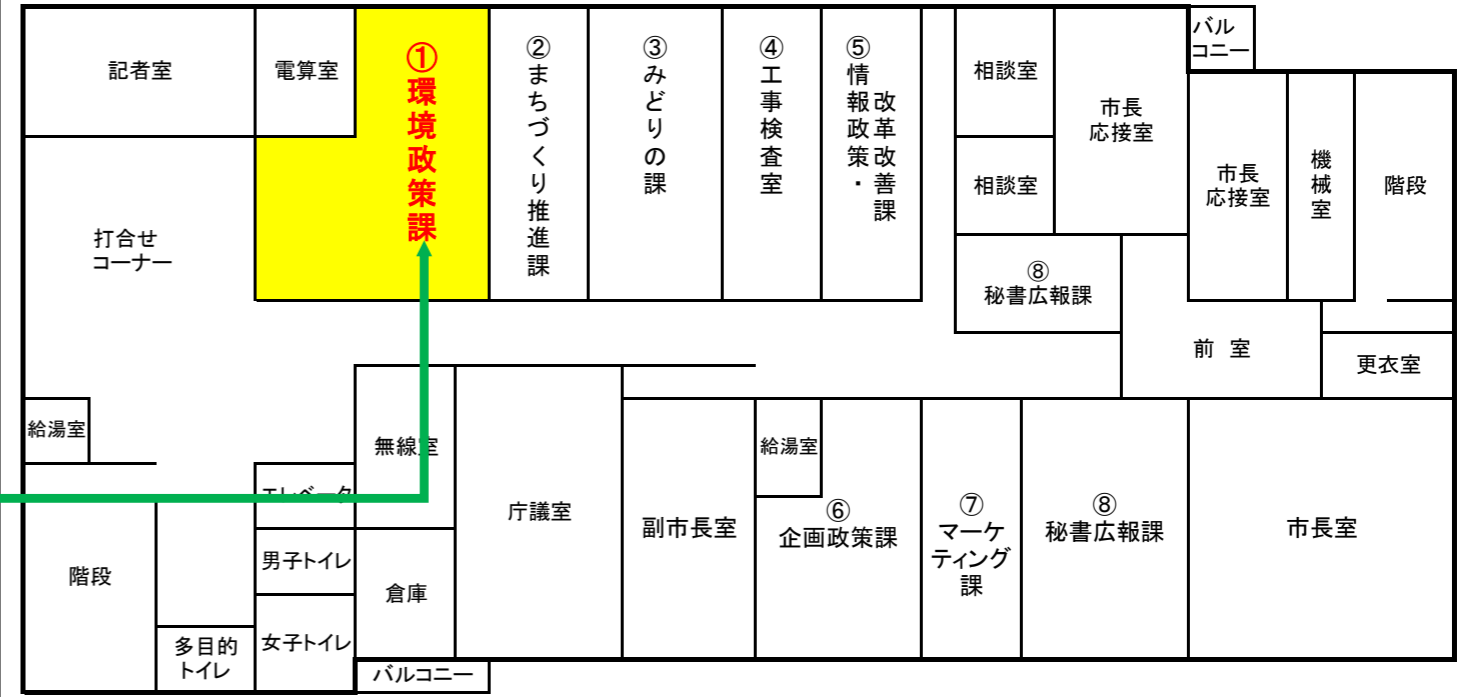 記者室
電算室
①環境政策課
②まちづくり推進課
③みどりの課
④工事検査室
⑤情報政策・
改革改善課
相談室
相談室
市長
応接室
バル
コニー
市長
応接室
機械室
階段
打合せ
コーナー
⑧
秘書広報課
前 室
更衣室
給湯室
無線室
エレベータ
男子トイレ
女子トイレ
階段
多目的
トイレ
倉庫
バルコニー
庁議室
副市長室
給湯室
⑥
企画政策課
⑦
マーケ
ティング
課
⑧
秘書広報課
市長室